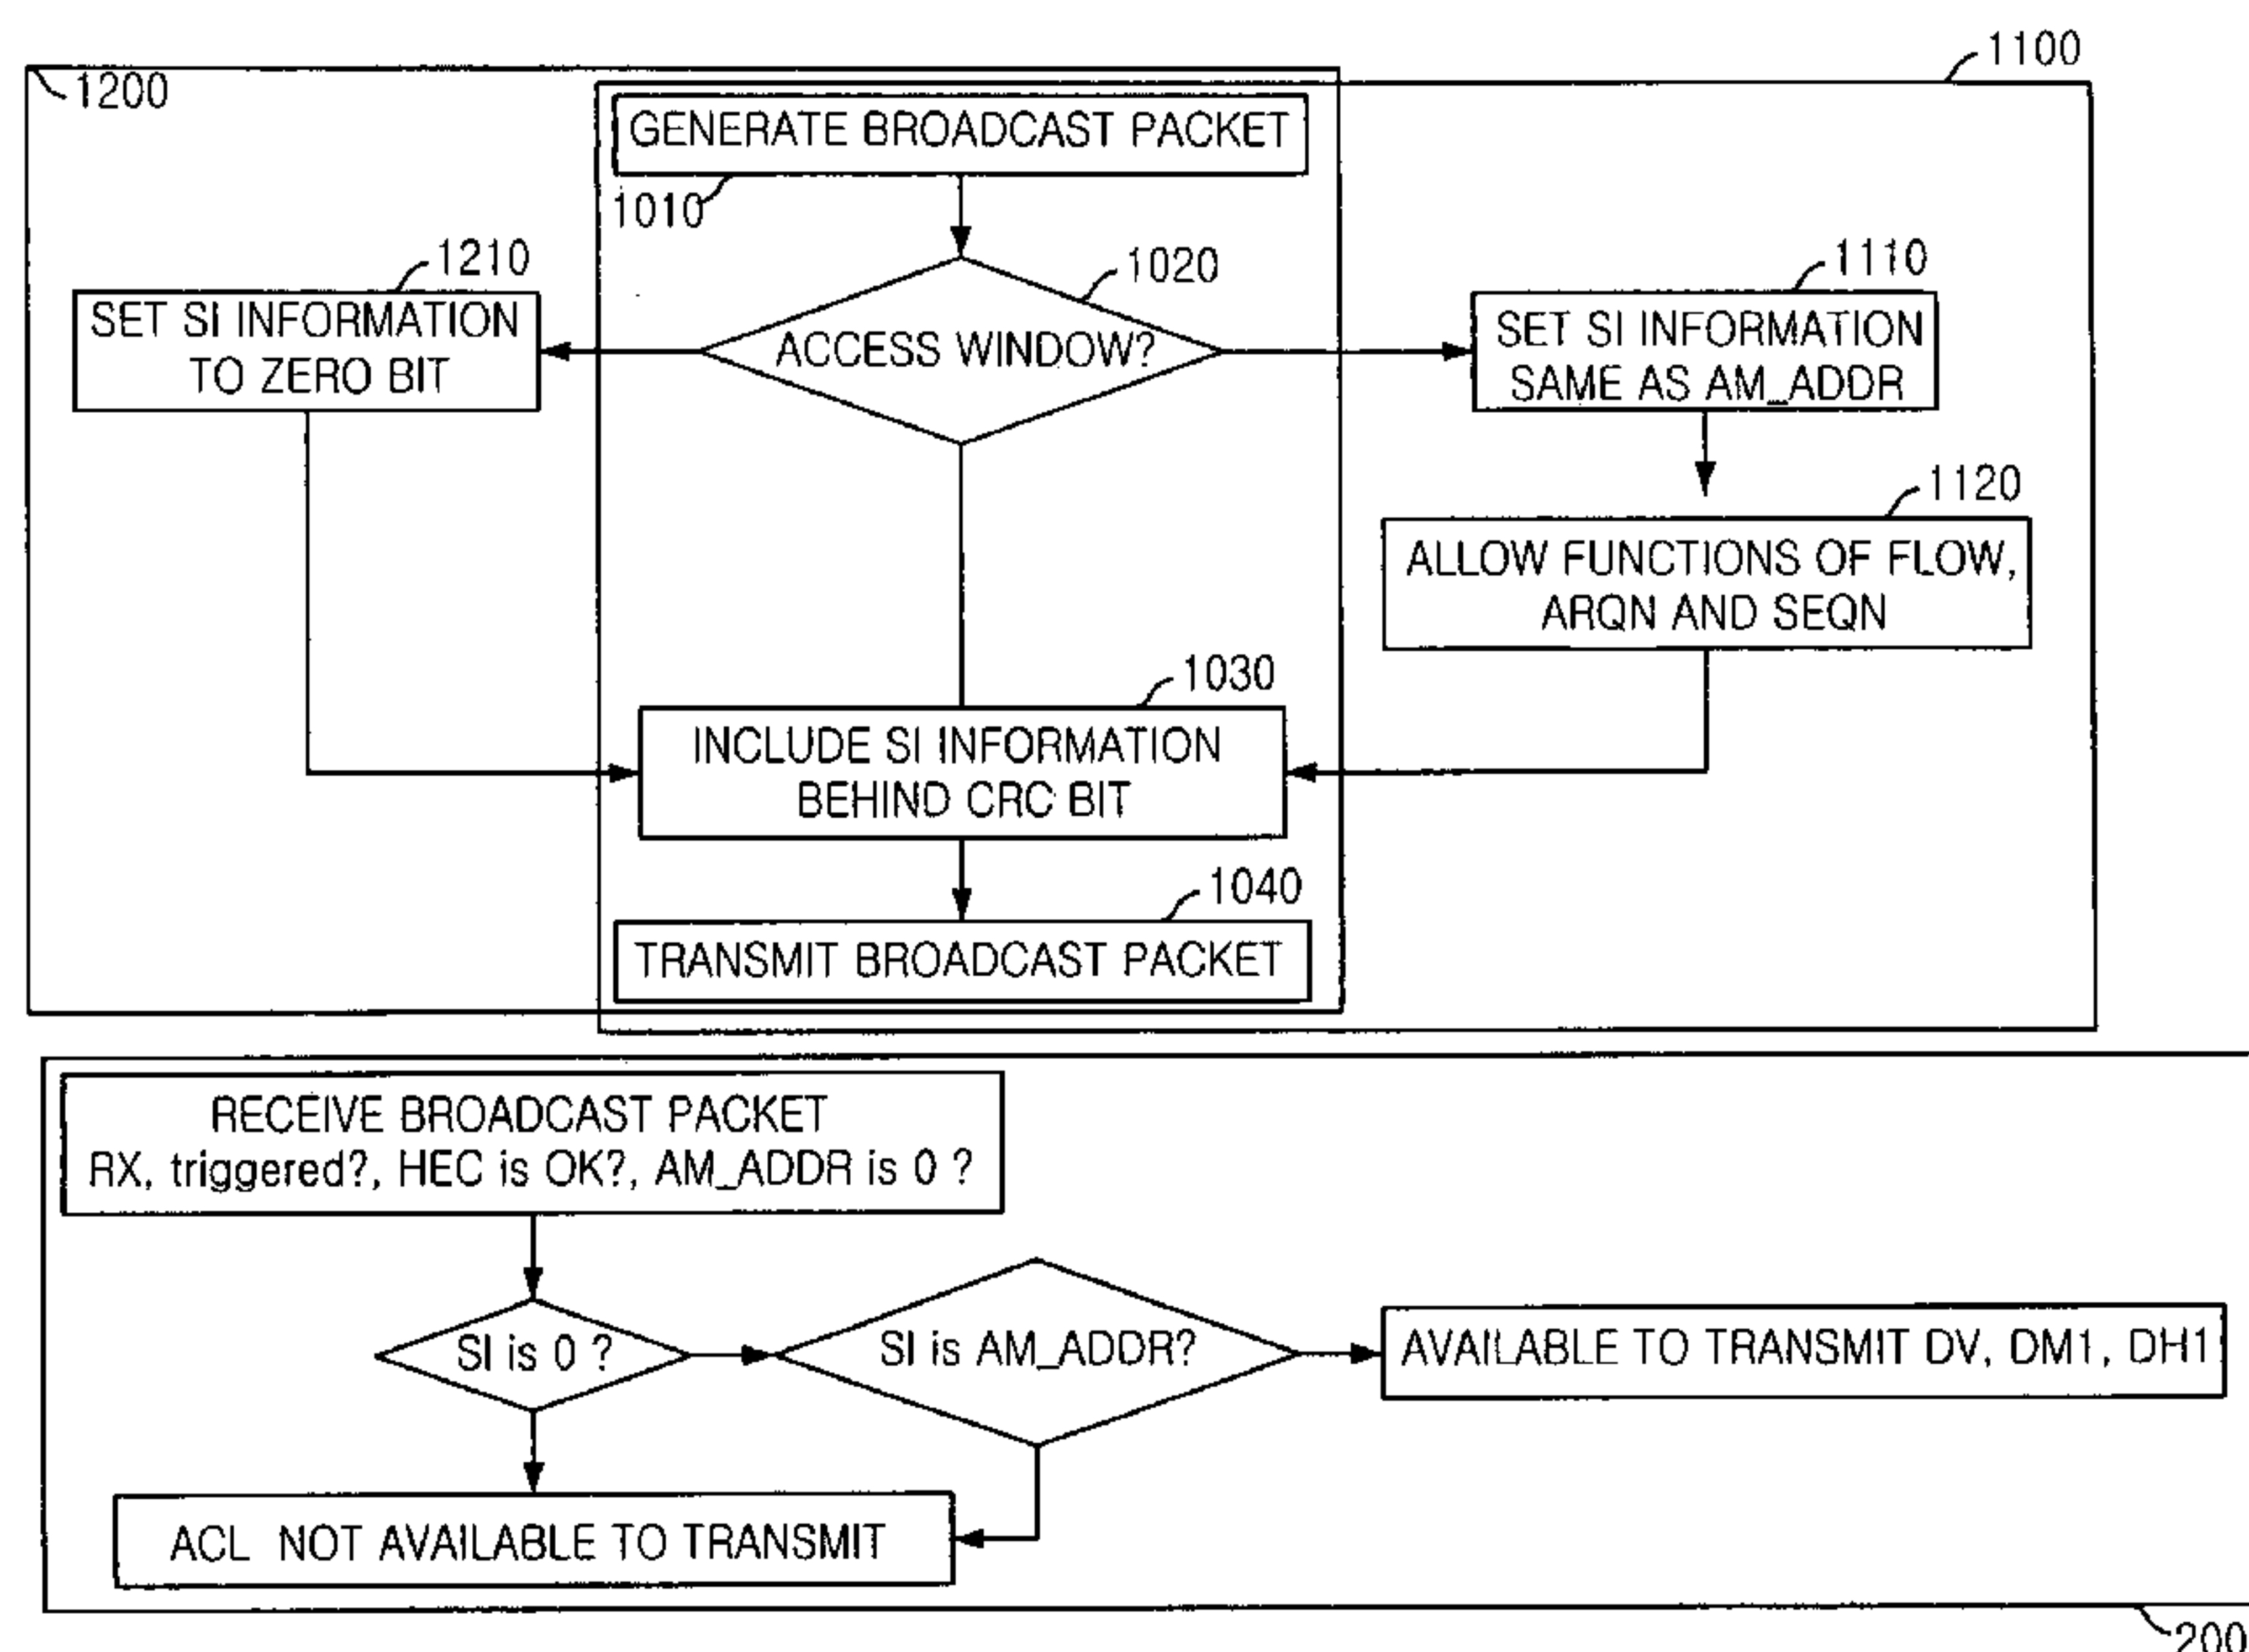 1200
1100
GENERATE BROADCAST PACKET
1010
1210
1020
1110
SET SI INFORMATION
TO ZERO BIT
ACCESS WINDOW?
SET SI INFORMATION
SAME AS AM_ADDR
1120
ALLOW FUNCTIONS OF FLOW,
ARQN AND SEQN
1030
INCLUDE SI INFORMATION
BEHIND CRC BIT
1040
TRANSMIT BROADCAST PACKET
RECEIVE BROADCAST PACKET
RX, triggered?, HEC is OK?, AM_ADDR is 0 ?
SI is 0 ?
SI is AM_ADDR?
AVAILABLE TO TRANSMIT DV, DM1, DH1
ACL NOT AVAILABLE TO TRANSMIT